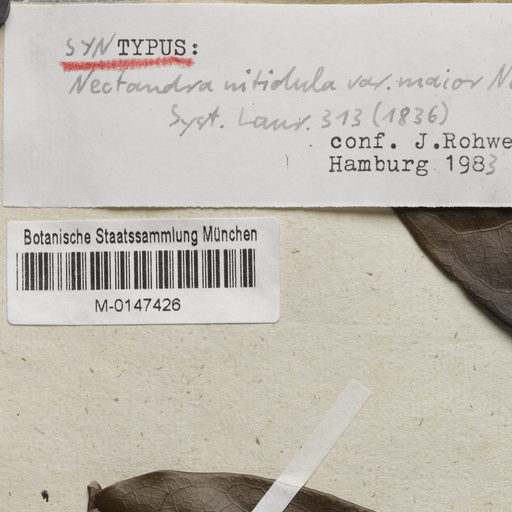 SYNTYPUS:
Nectandra nitidula var. maior
Syst. Laur. 313 (1836)
conf. J.Rohwe
Hamburg 1983
Botanische Staatssammlung München
M-0147426